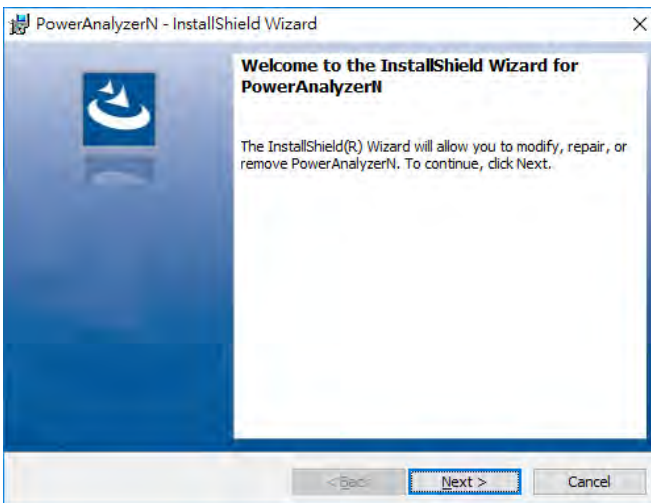 PowerAnalyzerN - InstallShield Wizard
Welcome to the InstallShield Wizard for
PowerAnalyzerN
The InstallShield(R) Wizard will allow you to modify, repair, or
remove PowerAnalyzerN. To continue, click Next.
< Back Next > Cancel